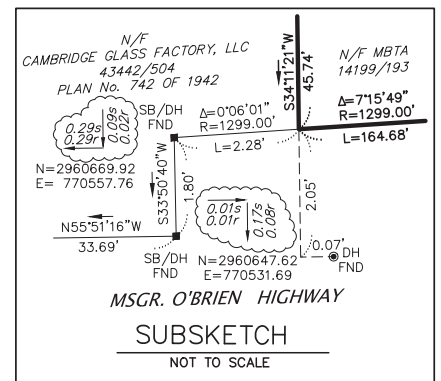 N/F
CAMBRIDGE GLASS FACTORY, LLC
43442/504
PLAN No. 742 OF 1942
S34°11'21"W
45.74'
N/F MBTA
14199/193
Δ=7°15'49"
R=1299.00'
L=164.68'
Δ=0°06'01"
R=1299.00'
L=2.28'
SB/DH
FND
0.29s
0.29r
0.09s
0.02r
N=2960669.92
E= 770557.76
S33°50'40"W
1.80'
2.05'
0.01s
0.01r
0.17s
0.08r
N55°51'16"W
33.69'
SB/DH
FND
N=2960647.62
E=770531.69
0.07'
DH
FND
MSGR. O'BRIEN HIGHWAY
SUBSKETCH
NOT TO SCALE